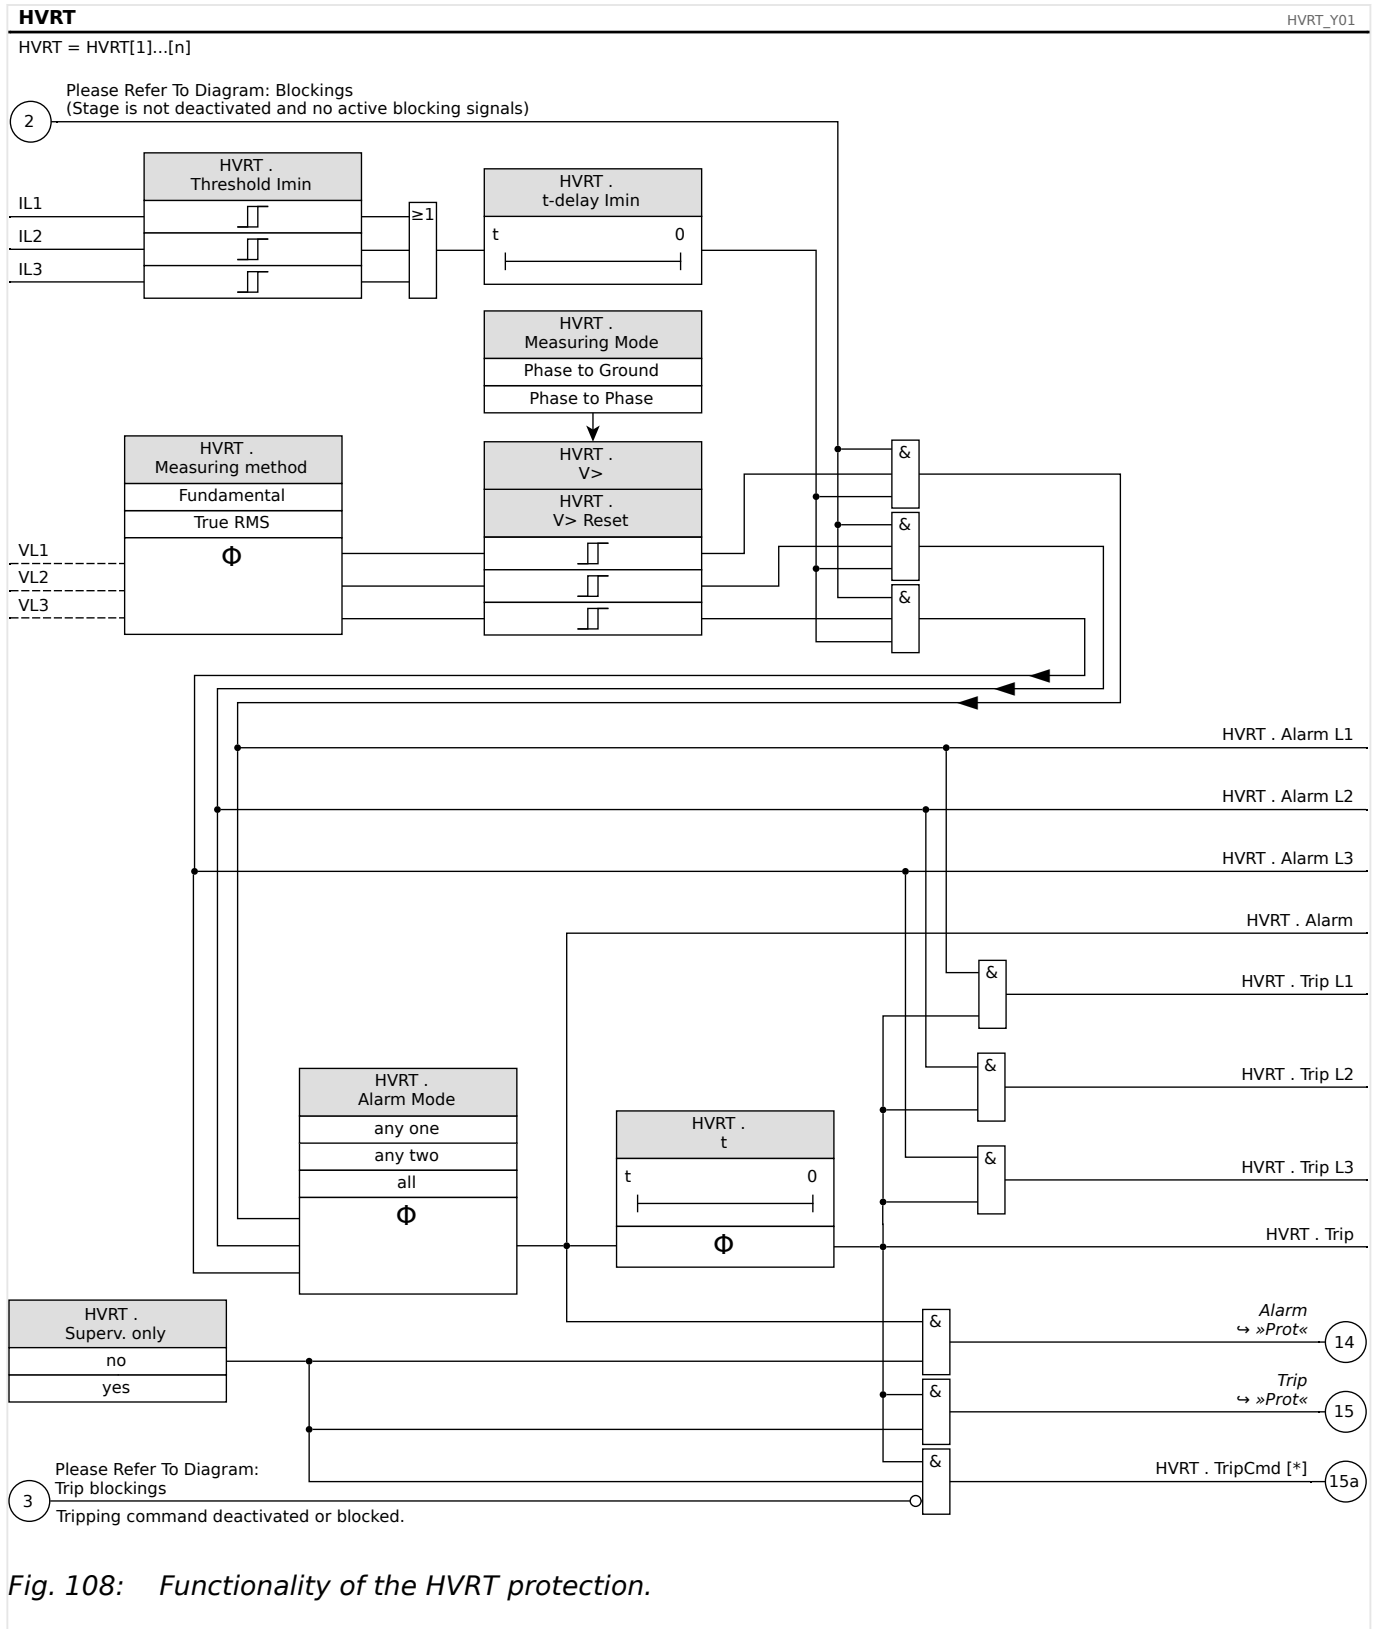 HVRT
HVRT_Y01
HVRT = HVRT[1]...[n]
Please Refer To Diagram: Blockings
(Stage is not deactivated and no active blocking signals)
2
HVRT .
Threshold Imin
IL1
IL2
IL3
≥1
HVRT .
t-delay Imin
t 0
HVRT .
Measuring Mode
Phase to Ground
Phase to Phase
HVRT .
Measuring method
Fundamental
True RMS
Φ
VL1
VL2
VL3
HVRT .
V>
HVRT .
V> Reset
&
&
&
HVRT . Alarm L1
HVRT . Alarm L2
HVRT . Alarm L3
HVRT . Alarm
&
HVRT . Trip L1
&
HVRT . Trip L2
&
HVRT . Trip L3
HVRT .
Alarm Mode
any one
any two
all
Φ
HVRT .
t
t 0
Φ
HVRT . Trip
HVRT .
Superv. only
no
yes
&
Alarm
↪ »Prot«
14
&
Trip
↪ »Prot«
15
&
HVRT . TripCmd [*]
15a
Please Refer To Diagram:
Trip blockings
3
Tripping command deactivated or blocked.
Fig. 108: Functionality of the HVRT protection.